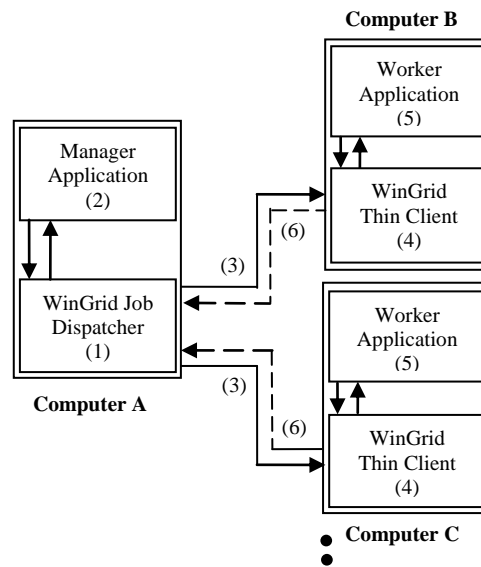 Computer B
Worker
Application
(5)
WinGrid
Thin Client
(4)
Manager
Application
(2)
WinGrid Job
Dispatcher
(1)
Computer A
(3)
(6)
(3)
(6)
Worker
Application
(5)
WinGrid
Thin Client
(4)
Computer C